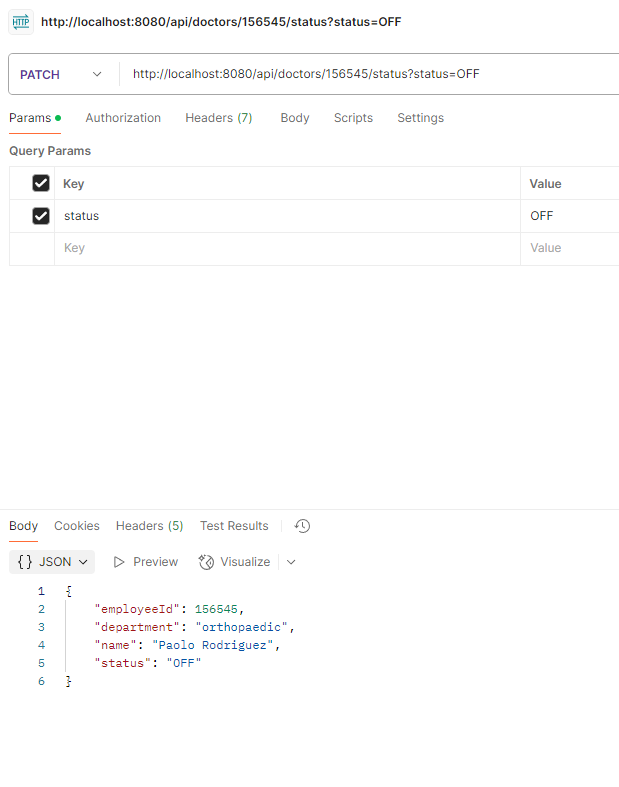 HTTP http://localhost:8080/api/doctors/156545/status?status=OFF
PATCH http://localhost:8080/api/doctors/156545/status?status=OFF
Params Authorization Headers (7) Body Scripts Settings
Query Params
Key Value
status OFF
Key Value
Body Cookies Headers (5) Test Results
{} JSON Preview Visualize
1 {
2 "employeeId": 156545,
3 "department": "orthopaedic",
4 "name": "Paolo Rodriguez",
5 "status": "OFF"
6 }